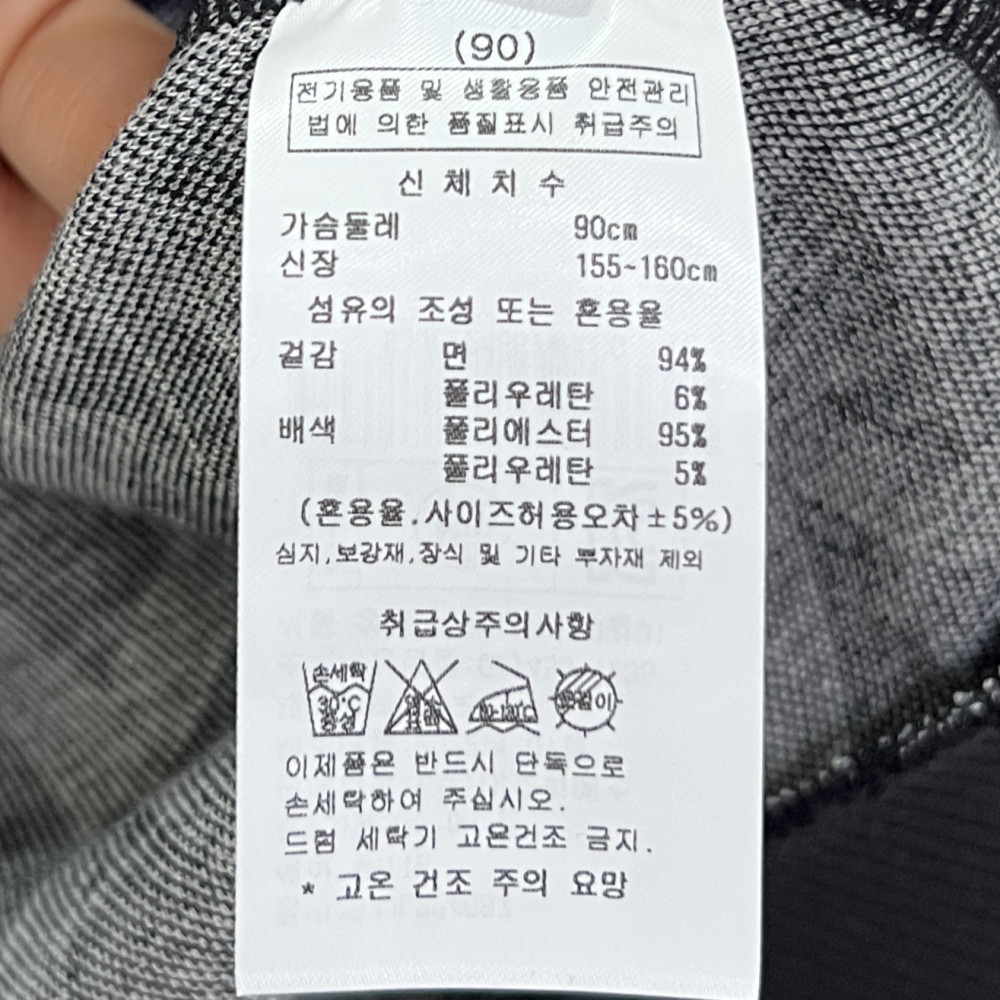 (90)
전기용품 및 생활용품 안전관리
법에 의한 품질표시 취급주의
신 체 치 수
가슴둘레 90cm
신장 155~160cm
섬유의 조성 또는 혼용율
겉감 면 94%
폴리우레탄 6%
배색 폴리에스터 95%
폴리우레탄 5%
(혼용율.사이즈허용오차±5%)
심지,보강재,장식 및 기타 부자재 제외
취급상주의사항
손세탁
30°C
중성
염소
표백
옷걸이
이제품은 반드시 단독으로
손세탁하여 주십시오.
드럼 세탁기 고온건조 금지.
* 고온 건조 주의 요망